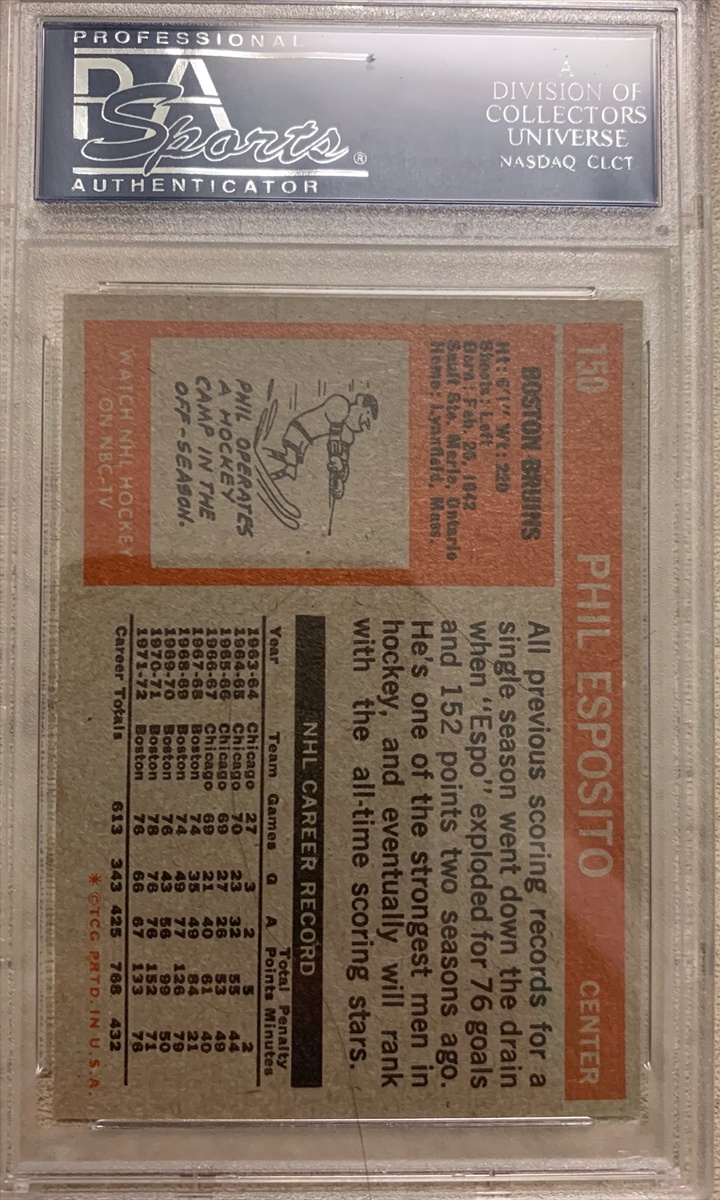 PROFESSIONAL
PSA
Sports®
AUTHENTICATOR
A
DIVISION OF
COLLECTORS
UNIVERSE
NASDAQ CLCT
150 PHIL ESPOSITO CENTER
BOSTON BRUINS
Ht: 6'1" Wt: 220
Shoots: Left
Born: Feb. 20, 1942
Sault Ste. Marie, Ontario
Home: Lynnfield, Mass.
PHIL OPERATES
A HOCKEY
CAMP IN THE
OFF-SEASON.
WATCH NHL HOCKEY
ON NBC-TV
All previous scoring records for a
single season went down the drain
when "Espo" exploded for 76 goals
and 152 points two seasons ago.
He's one of the strongest men in
hockey, and eventually will rank
with the all-time scoring stars.
NHL CAREER RECORD
Total Penalty
Year Team Games G A Points Minutes
1963-64 Chicago 27 3 2 5 2
1964-65 Chicago 70 23 32 55 44
1965-66 Chicago 69 27 26 53 49
1966-67 Chicago 69 21 40 61 40
1967-68 Boston 74 35 49 84 21
1968-69 Boston 74 49 77 126 79
1969-70 Boston 76 43 56 99 50
1970-71 Boston 78 76 76 152 71
1971-72 Boston 76 66 67 133 76
Career Totals 613 343 425 768 432
* ©TCG PRTD. IN U.S.A.